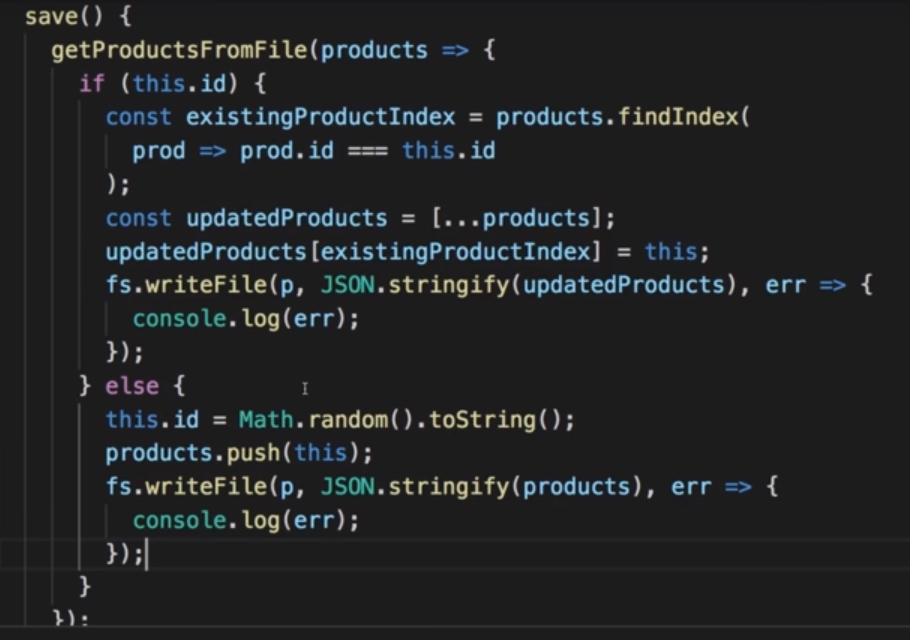 save() {
getProductsFromFile(products => {
if (this.id) {
const existingProductIndex = products.findIndex(
prod => prod.id === this.id
);
const updatedProducts = [...products];
updatedProducts[existingProductIndex] = this;
fs.writeFile(p, JSON.stringify(updatedProducts), err => {
console.log(err);
});
} else {
this.id = Math.random().toString();
products.push(this);
fs.writeFile(p, JSON.stringify(products), err => {
console.log(err);
});
}
});